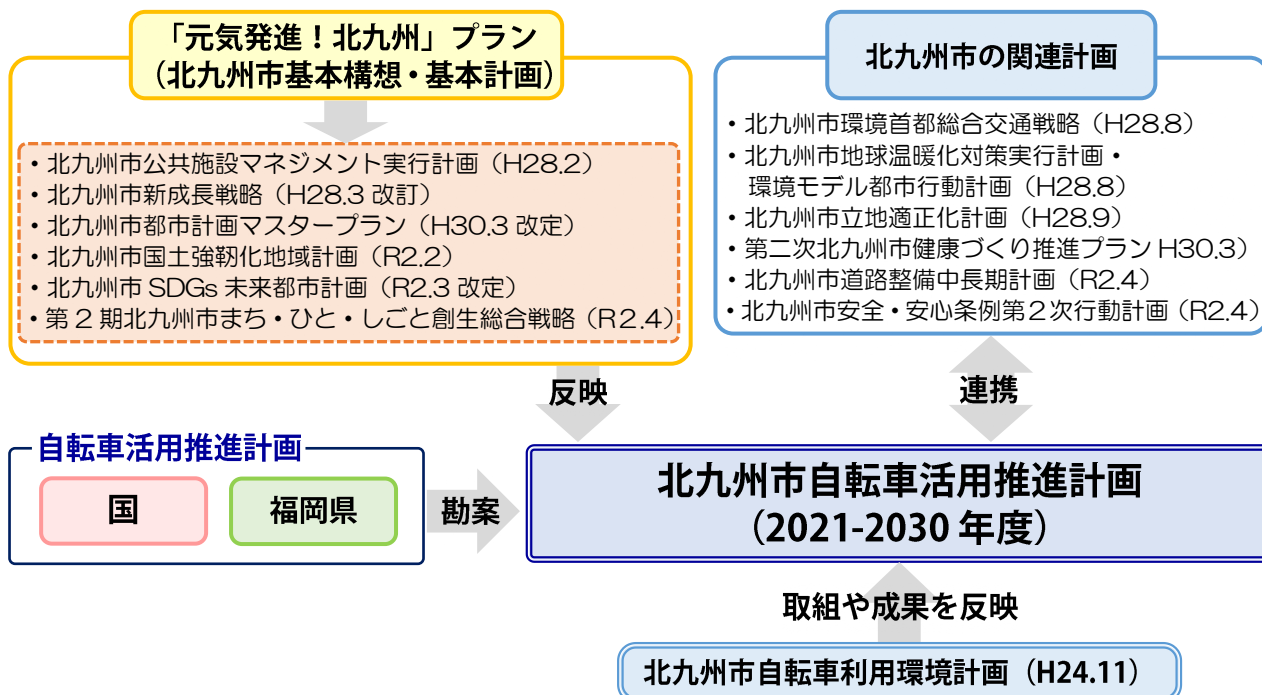 「元気発進！北九州」プラン
（北九州市基本構想・基本計画）
・北九州市公共施設マネジメント実行計画（H28.2）
・北九州市新成長戦略（H28.3 改訂）
・北九州市都市計画マスタープラン（H30.3 改定）
・北九州市国土強靱化地域計画（R2.2）
・北九州市 SDGs 未来都市計画（R2.3 改定）
・第 2 期北九州市まち・ひと・しごと創生総合戦略（R2.4）
北九州市の関連計画
・北九州市環境首都総合交通戦略（H28.8）
・北九州市地球温暖化対策実行計画・
環境モデル都市行動計画（H28.8）
・北九州市立地適正化計画（H28.9）
・第二次北九州市健康づくり推進プラン H30.3）
・北九州市道路整備中長期計画（R2.4）
・北九州市安全・安心条例第２次行動計画（R2.4）
反映
連携
自転車活用推進計画
国
福岡県
勘案
北九州市自転車活用推進計画
（2021-2030 年度）
取組や成果を反映
北九州市自転車利用環境計画（H24.11）